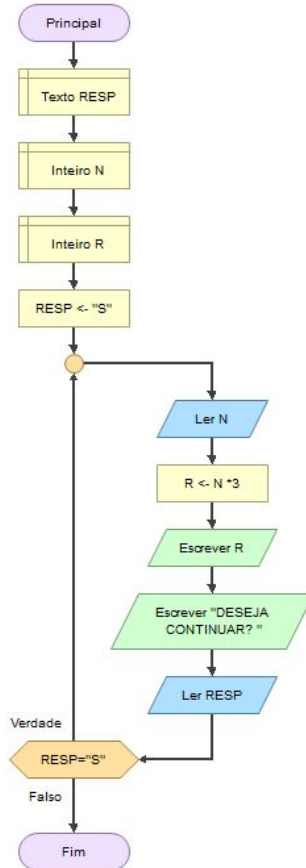 Principal
Texto RESP
Inteiro N
Inteiro R
RESP <- "S"
Ler N
R <- N *3
Escrever R
Escrever "DESEJA
CONTINUAR? "
Ler RESP
Verdade
RESP="S"
Falso
Fim